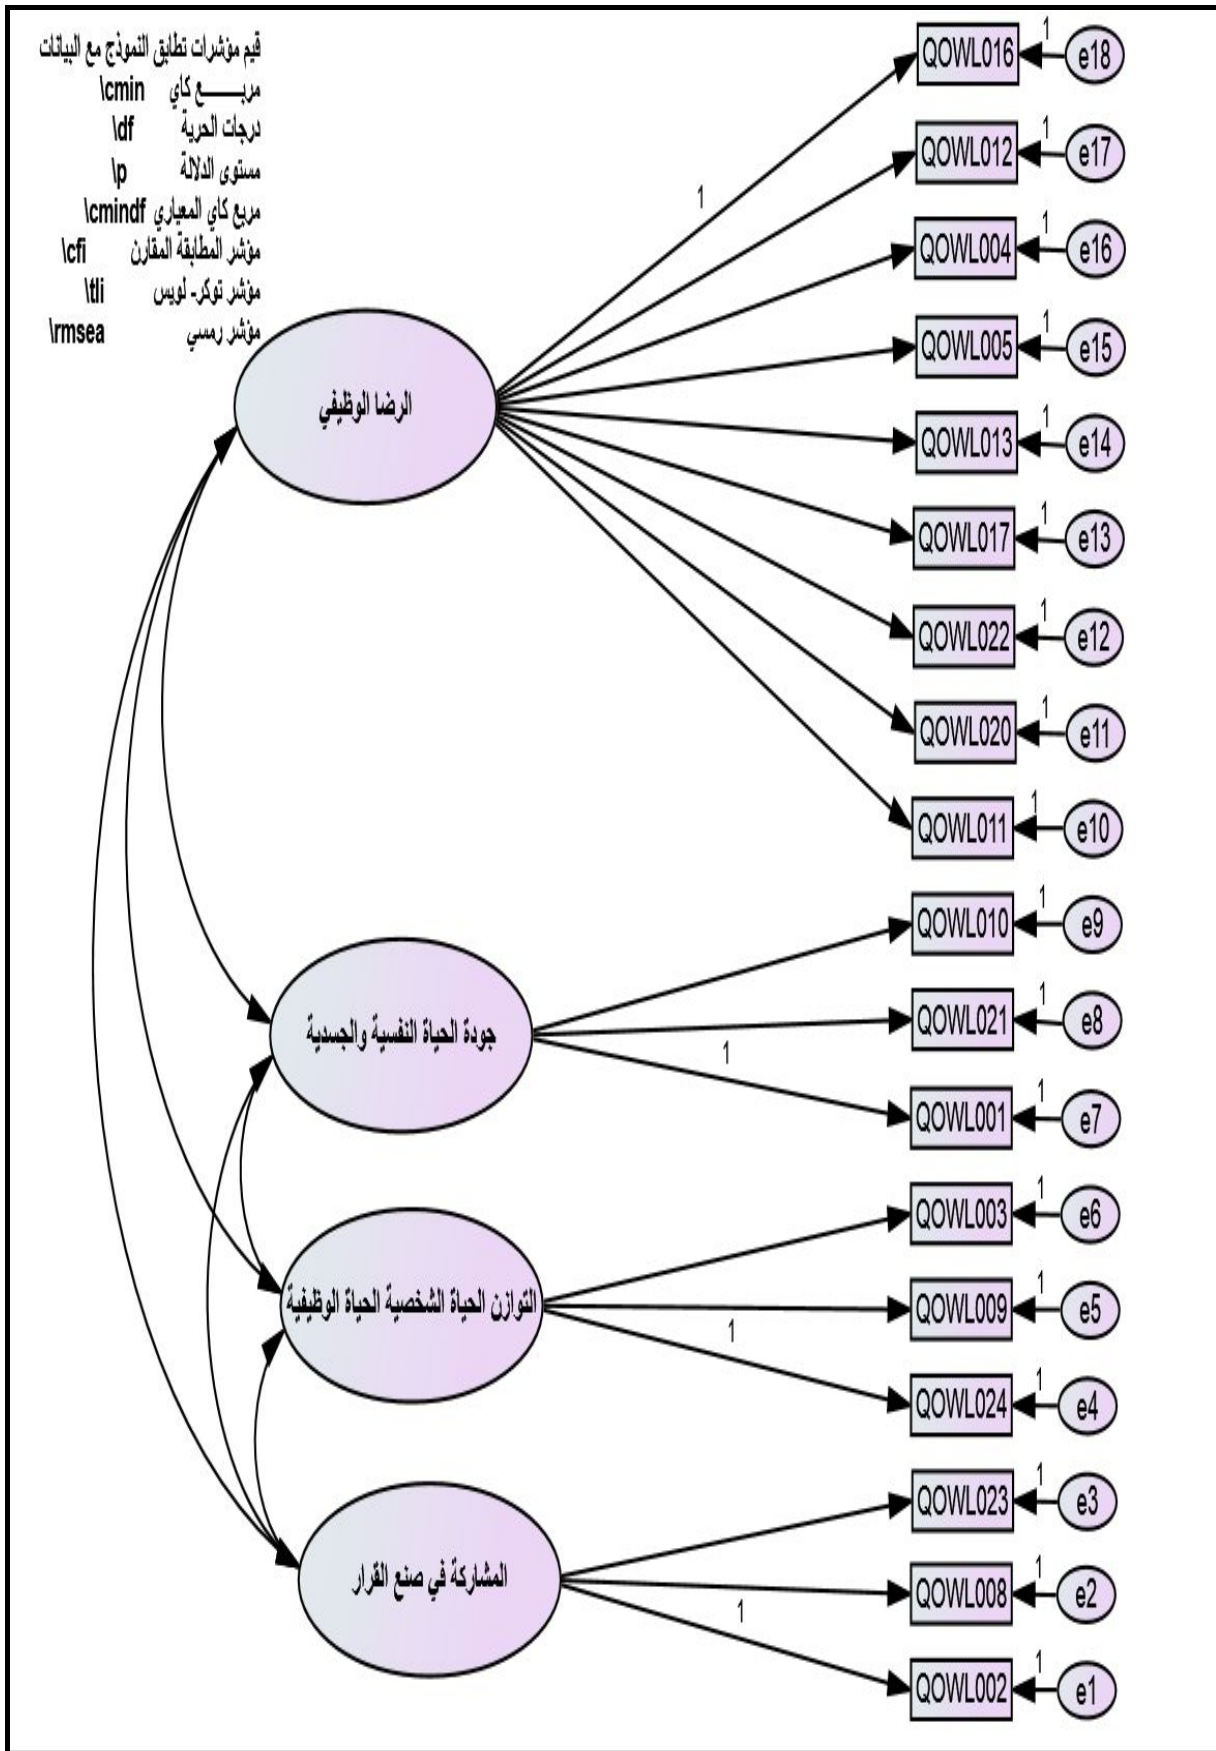 قيم مؤشرات تطابق النموذج مع البيانات
مربـــــع كاي \cmin
درجات الحرية \df
مستوى الدلالة \p
مربع كاي المعياري \cmindf
مؤشر المطابقة المقارن \cfi
مؤشر توكر- لويس \tli
مؤشر رمسي \rmsea
الرضا الوظيفي
1
QOWL016
1
e18
QOWL012
1
e17
QOWL004
1
e16
QOWL005
1
e15
QOWL013
1
e14
QOWL017
1
e13
QOWL022
1
e12
QOWL020
1
e11
QOWL011
1
e10
جودة الحياة النفسية والجسدية
1
QOWL010
1
e9
QOWL021
1
e8
QOWL001
1
e7
التوازن الحياة الشخصية الحياة الوظيفية
1
QOWL003
1
e6
QOWL009
1
e5
QOWL024
1
e4
المشاركة في صنع القرار
1
QOWL023
1
e3
QOWL008
1
e2
QOWL002
1
e1